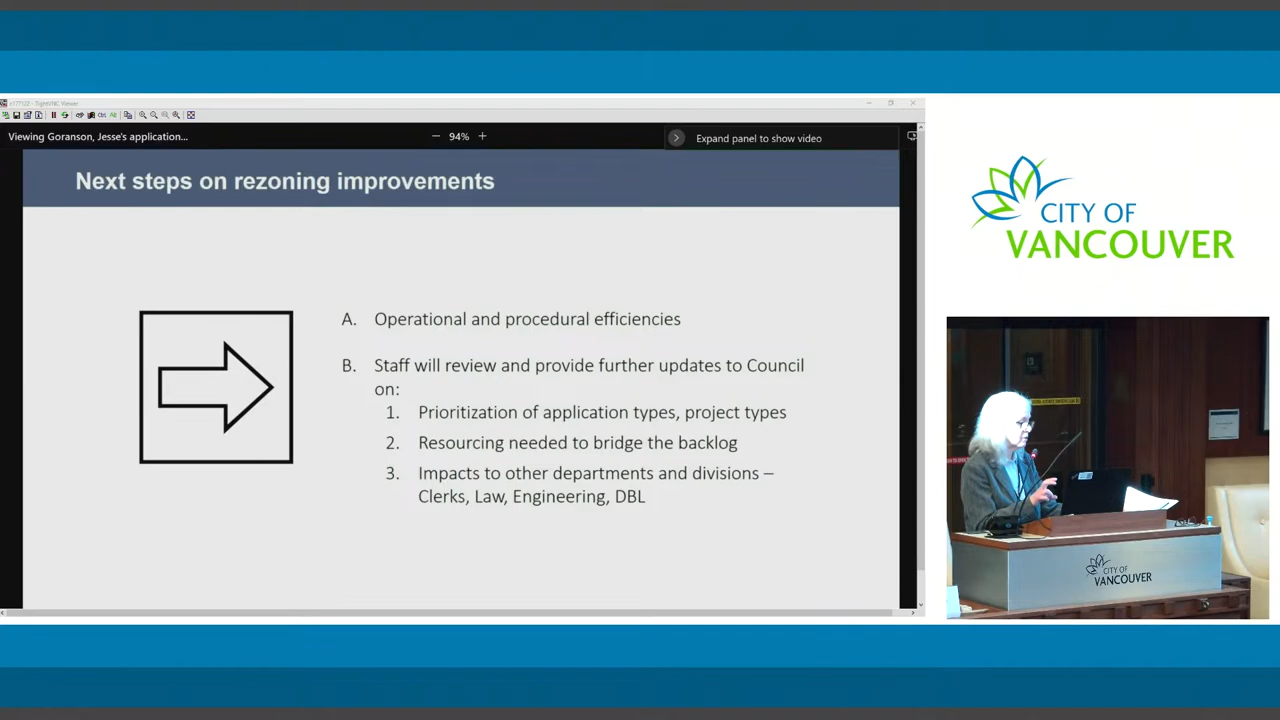 Viewing Goranson, Jesse's application...
94%
Expand panel to show video
Next steps on rezoning improvements
A. Operational and procedural efficiencies
B. Staff will review and provide further updates to Council
on:
1. Prioritization of application types, project types
2. Resourcing needed to bridge the backlog
3. Impacts to other departments and divisions –
Clerks, Law, Engineering, DBL
CITY OF
VANCOUVER
CITY OF
VANCOUVER